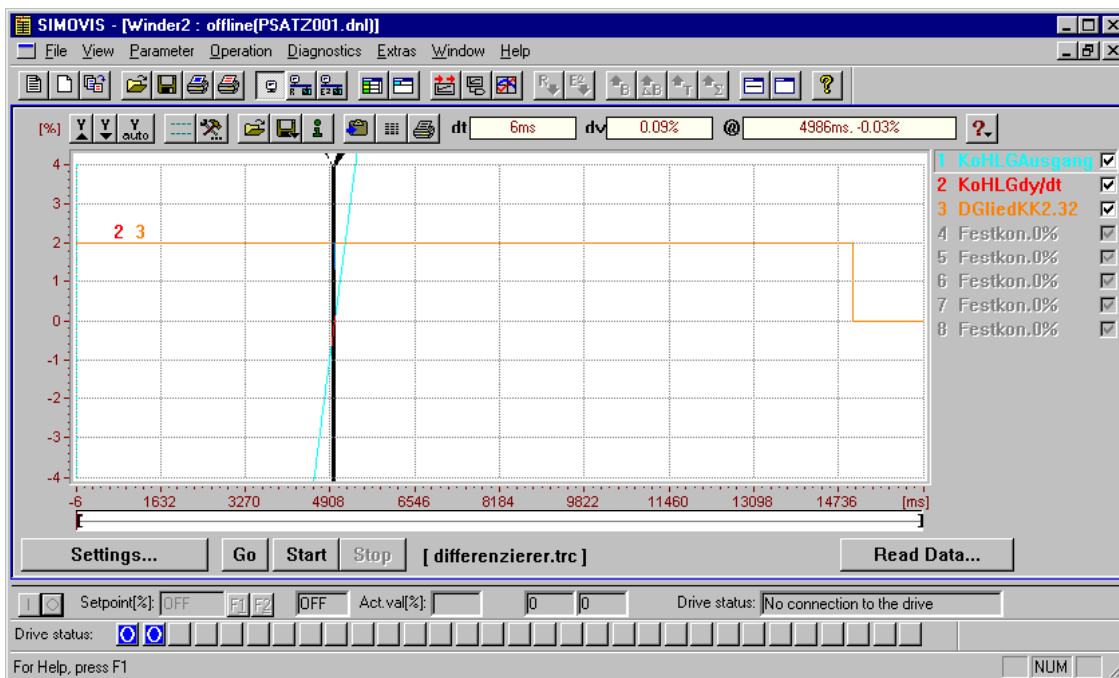 SIMOVIS - [Winder2 : offline(PSATZ001.dnl)]
File View Parameter Operation Diagnostics Extras Window Help
R E2 R E2 B ΔB T Σ ?
[%] Y Y Y auto dt 6ms dv 0.09% @ 4986ms. -0.03% ?
4
3
2
1
0
-1
-2
-3
-4
2 3
-6 1632 3270 4908 6546 8184 9822 11460 13098 14736 [ms]
1 KoHLGAusgang
2 KoHLGdy/dt
3 DGliedKK2.32
4 Festkon.0%
5 Festkon.0%
6 Festkon.0%
7 Festkon.0%
8 Festkon.0%
Settings... Go Start Stop [ differenzierer.trc ] Read Data...
Setpoint[%]: OFF F1 F2 OFF Act.val[%]: 0 0 Drive status: No connection to the drive
Drive status:
For Help, press F1 NUM